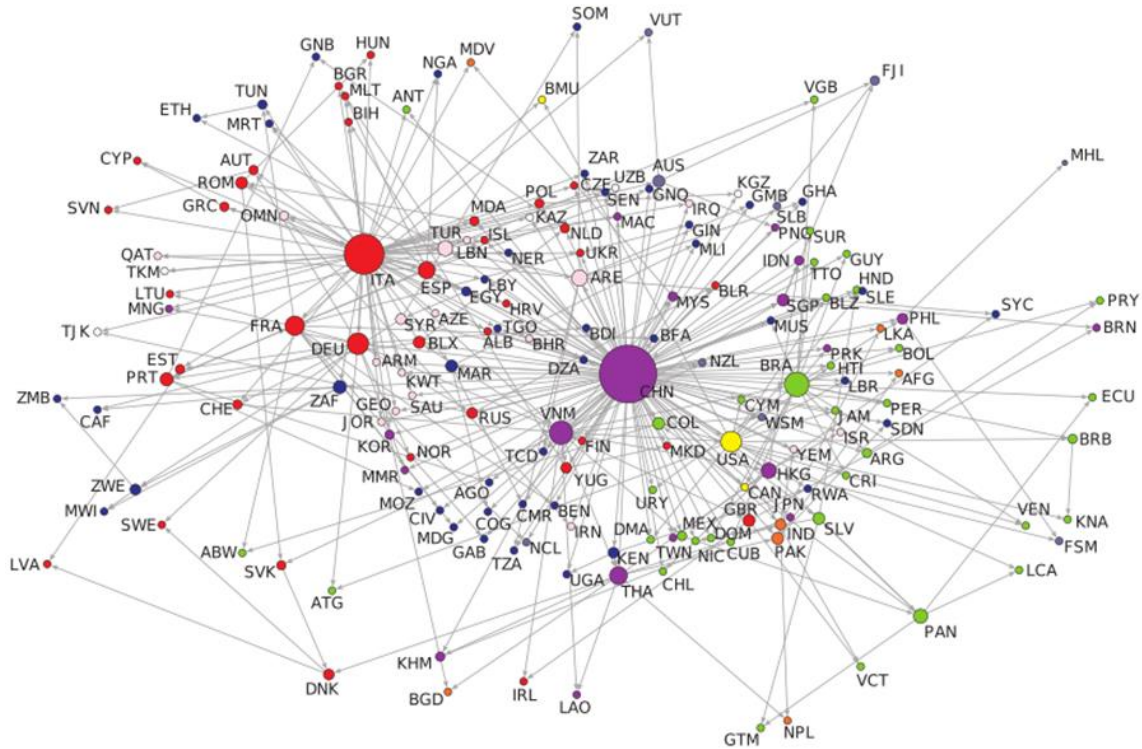 SOM
VUT
HUN
GNB
NGA
MDV
BGR
MLT
BMU
FJI
TUN
ANT
VGB
ETH
MRT
BIH
CYP
AUT
ZAR
AUS
MHL
ROM
POL
CZE
UZB
KGZ
GHA
SEN
GNQ
GMB
SVN
GRC
OMN
MDA
KAZ
MAC
IRQ
SLB
TUR
ISL
NLD
GIN
PNG
SUR
QAT
LBN
NER
UKR
MLI
IDN
TTO
GUY
TKM
ITA
ESP
LBY
ARE
HND
LTU
EGY
HRV
MYS
BLR
SGP
BLZ
SLE
SYC
PRY
MNG
AZE
TJK
FRA
SYR
TGO
BDI
BFA
MUS
PHL
BRN
DEU
BLX
ALB
BHR
LKA
EST
ARM
MAR
DZA
NZL
PRK
BOL
PRT
KWT
CHN
BRA
HTI
AFG
ZMB
ZAF
GEO
SAU
LBR
ECU
CAF
CHE
JOR
RUS
VNM
COL
CYM
WSM
JAM
PER
SDN
KOR
NOR
TCD
FIN
MKD
USA
YEM
ISR
BRB
ARG
ZWE
MMR
YUG
HKG
CRI
MWI
MOZ
AGO
URY
CAN
RWA
SWE
CIV
CMR
BEN
GBR
JPN
VEN
KNA
ABW
MDG
COG
IRN
DMA
MEX
DOM
IND
SLV
LVA
SVK
GAB
TZA
NCL
KEN
TWN
NIC
CUB
PAK
FSM
ATG
UGA
THA
CHL
LCA
PAN
KHM
DNK
BGD
IRL
LAO
VCT
GTM
NPL